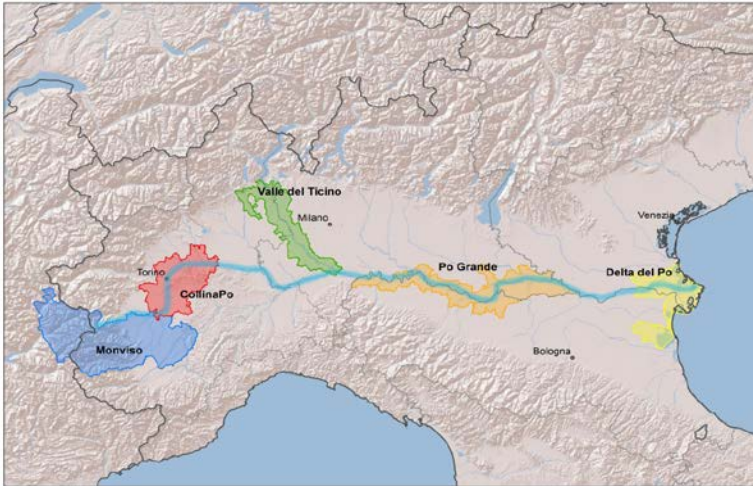 Valle del Ticino
Milano
Venezia
Po Grande
Delta del Po
Torino
CollinaPo
Monviso
Bologna